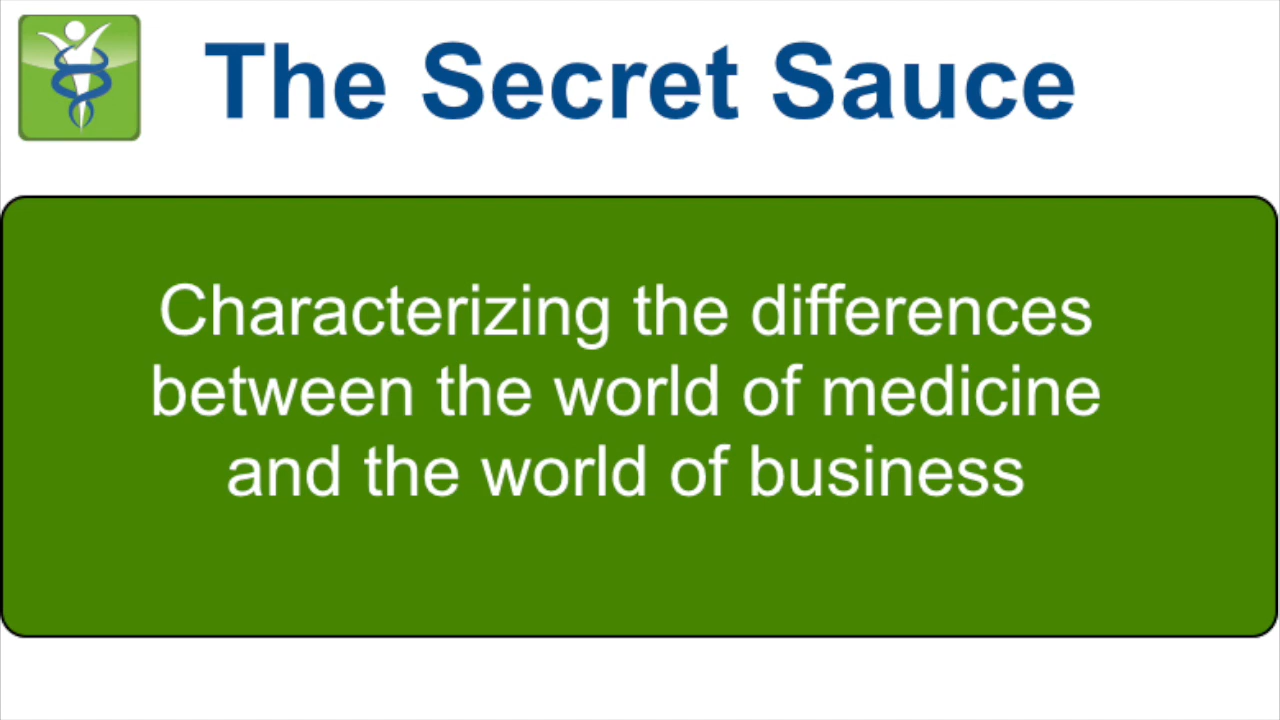 The Secret Sauce
Characterizing the differences
between the world of medicine
and the world of business